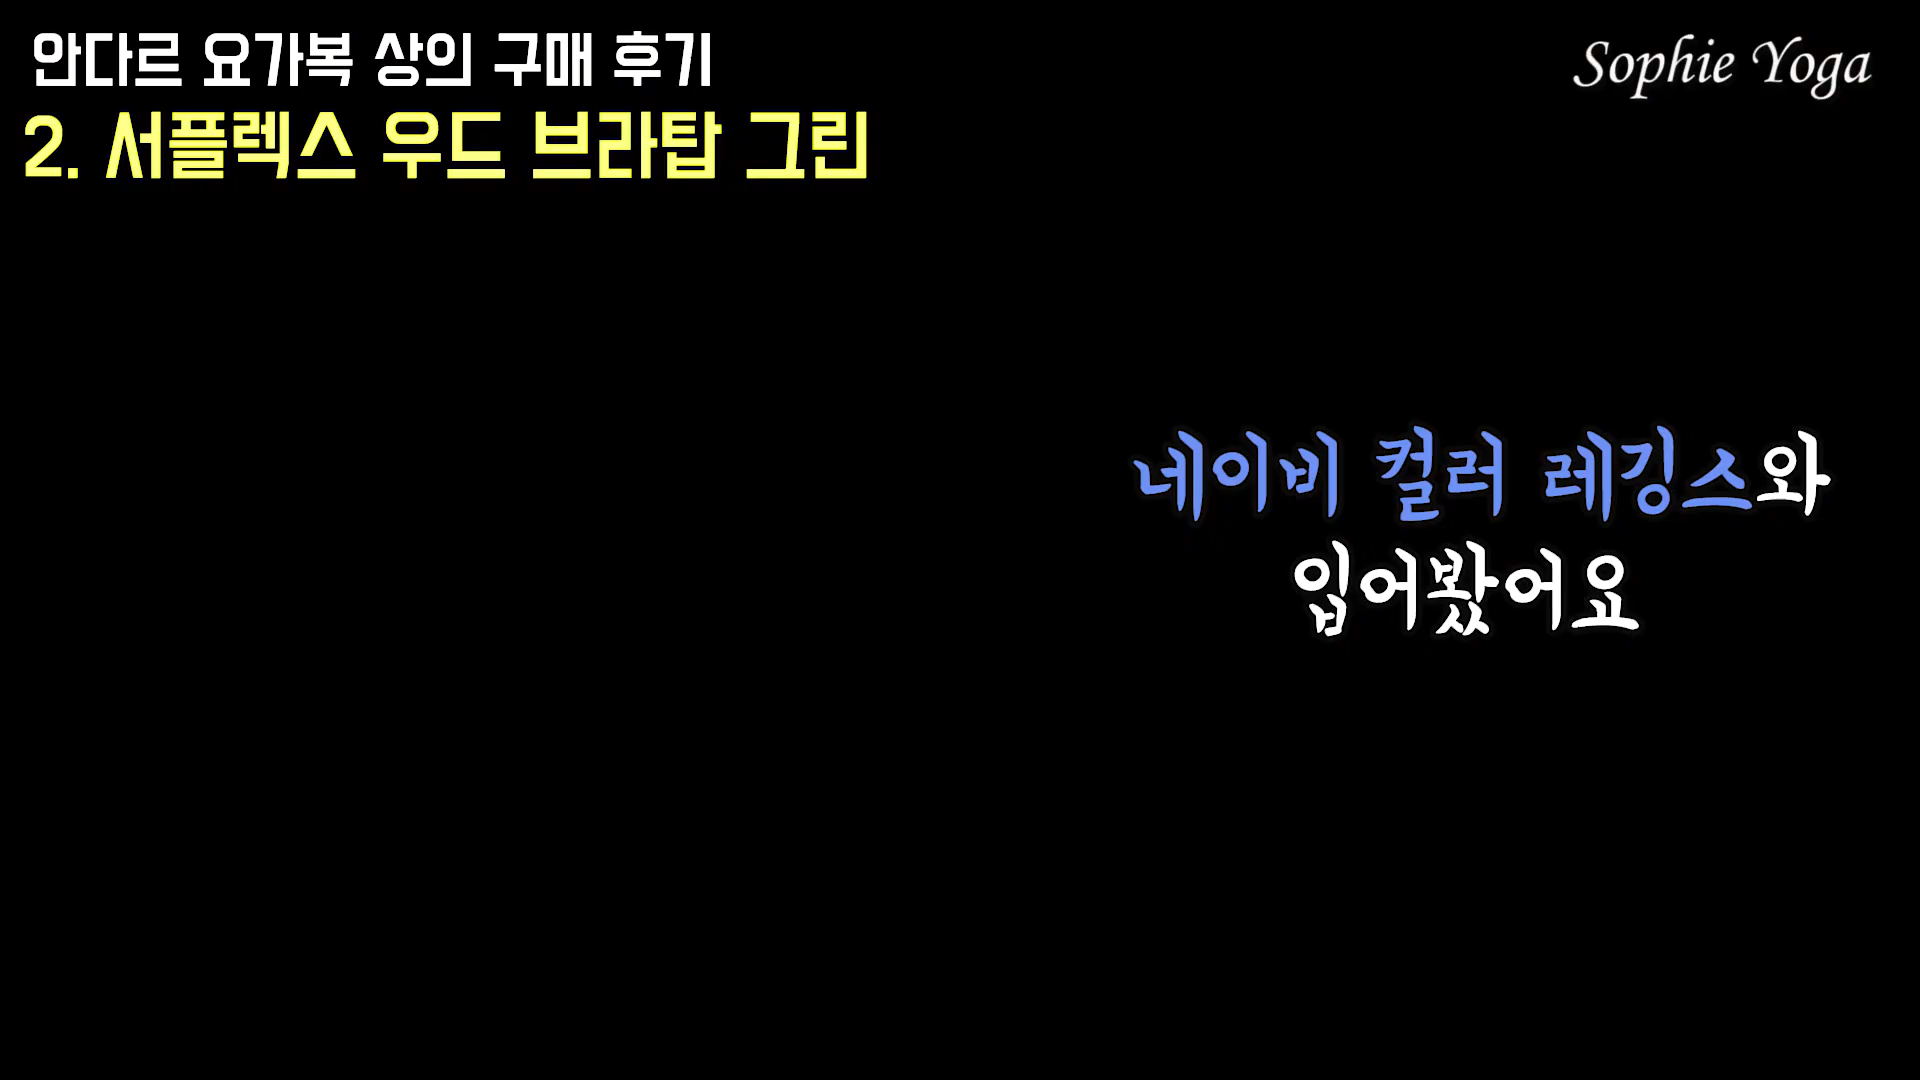 안다르 요가복 상의 구매 후기
Sophie Yoga
2. 서플렉스 우드 브라탑 그린
네이비 컬러 레깅스와
입어봤어요